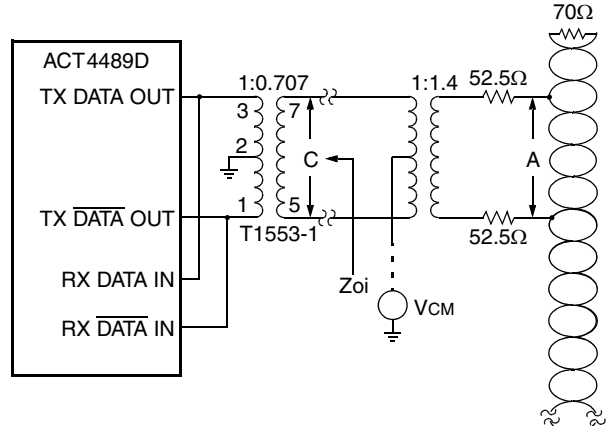 70Ω
ACT4489D
1:0.707
1:1.4
52.5Ω
TX DATA OUT
3
7
2
C
A
TX DATA OUT
1
5
T1553-1
52.5Ω
RX DATA IN
Zoi
VCM
RX DATA IN